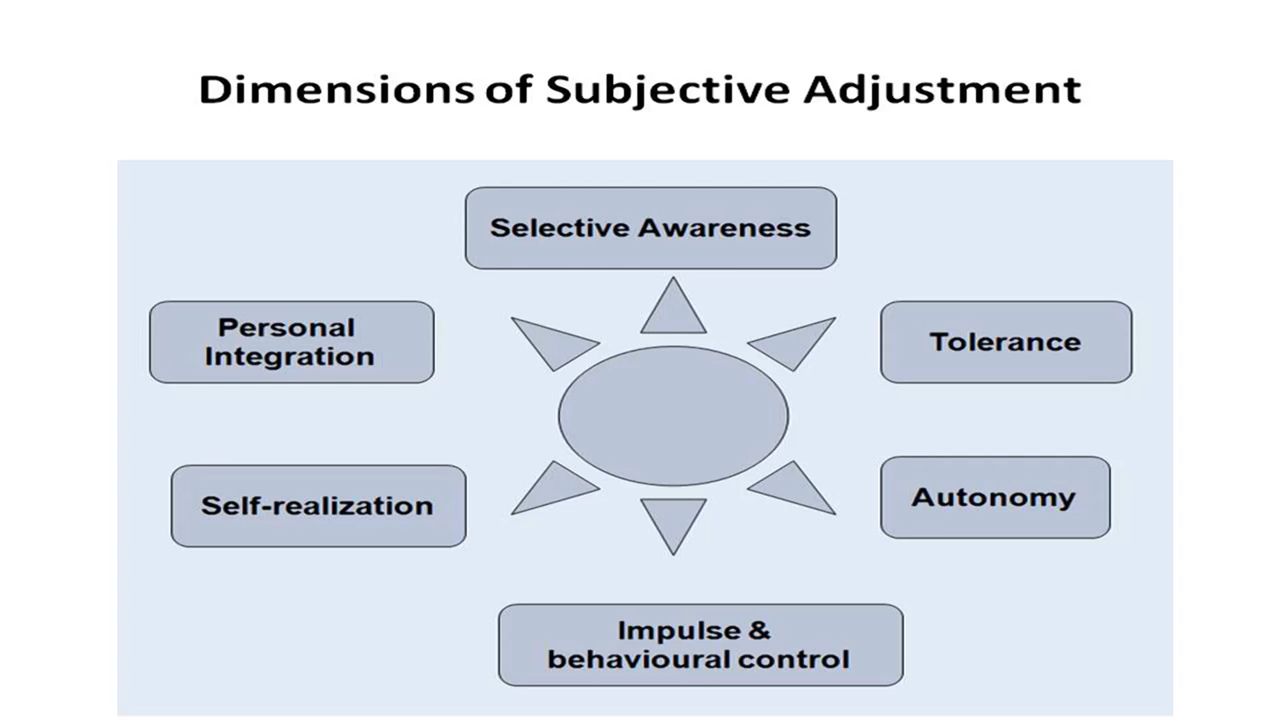 Dimensions of Subjective Adjustment
Selective Awareness
Personal
Integration
Tolerance
Self-realization
Autonomy
Impulse &
behavioural control